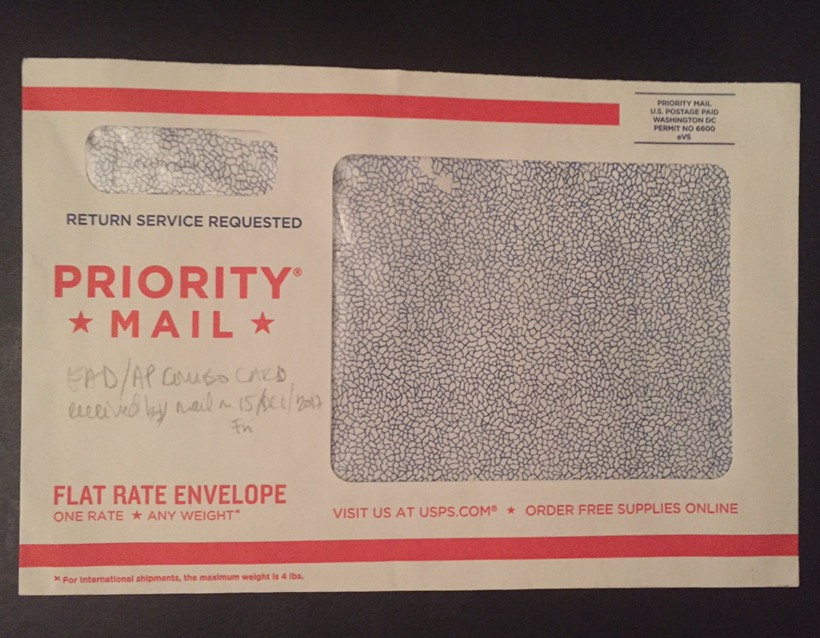 PRIORITY MAIL
U.S. POSTAGE PAID
WASHINGTON DC
PERMIT NO 6600
eVS
RETURN SERVICE REQUESTED
PRIORITY®
★ MAIL ★
EAD/AP COMBO CARD
received by mail on 15/Dec/2017
Fri
FLAT RATE ENVELOPE
ONE RATE ★ ANY WEIGHT*
VISIT US AT USPS.COM® ★ ORDER FREE SUPPLIES ONLINE
* For International shipments, the maximum weight is 4 lbs.